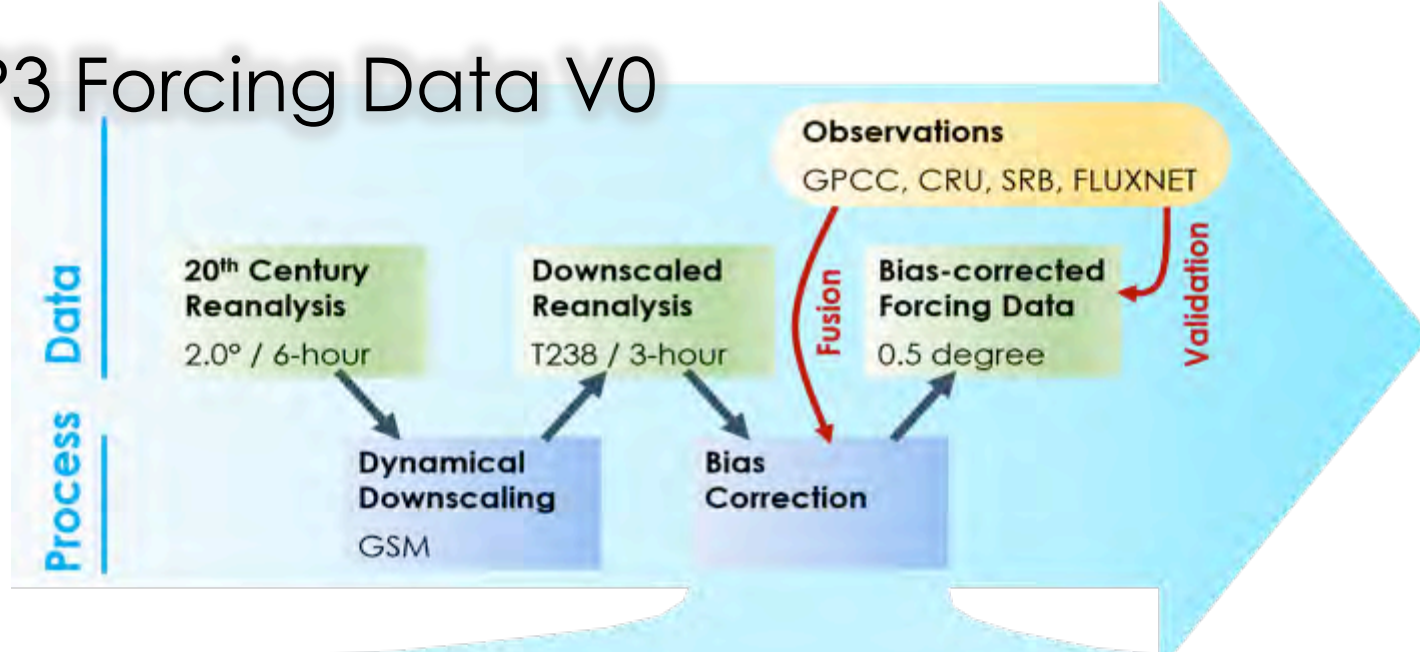 P3 Forcing Data V0
Observations
GPCC, CRU, SRB, FLUXNET
Data
20th Century
Reanalysis
2.0° / 6-hour
Downscaled
Reanalysis
T238 / 3-hour
Fusion
Bias-corrected
Forcing Data
0.5 degree
Validation
Process
Dynamical
Downscaling
GSM
Bias
Correction